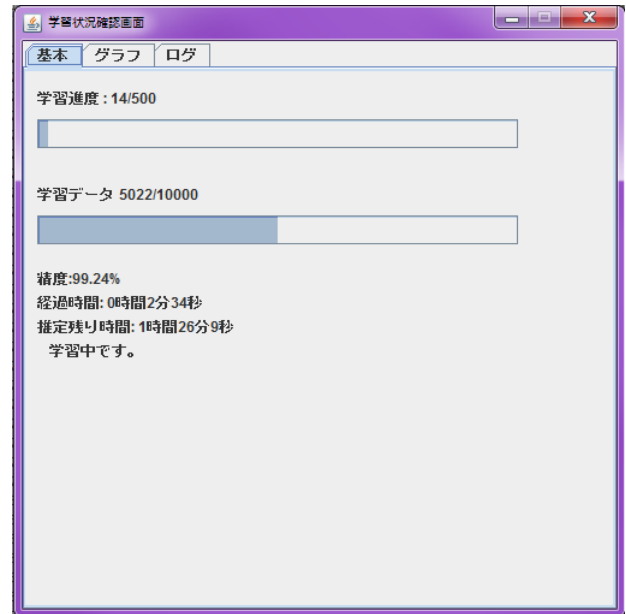 学習状況確認画面
基本 グラフ ログ
学習進度 : 14/500
学習データ 5022/10000
精度:99.24%
経過時間: 0時間2分34秒
推定残り時間: 1時間26分9秒
学習中です。